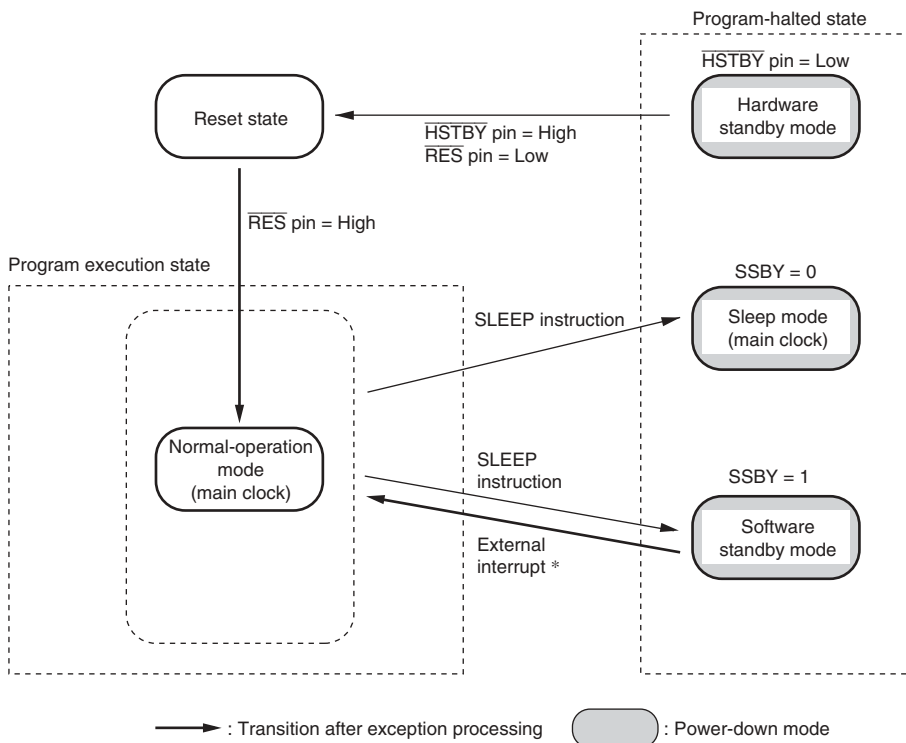 Program-halted state
HSTBY pin = Low
Hardware
standby mode
Reset state
HSTBY pin = High
RES pin = Low
RES pin = High
Program execution state
SSBY = 0
Sleep mode
(main clock)
SLEEP instruction
Normal-operation
mode
(main clock)
SLEEP
instruction
SSBY = 1
Software
standby mode
External
interrupt *
: Transition after exception processing
: Power-down mode